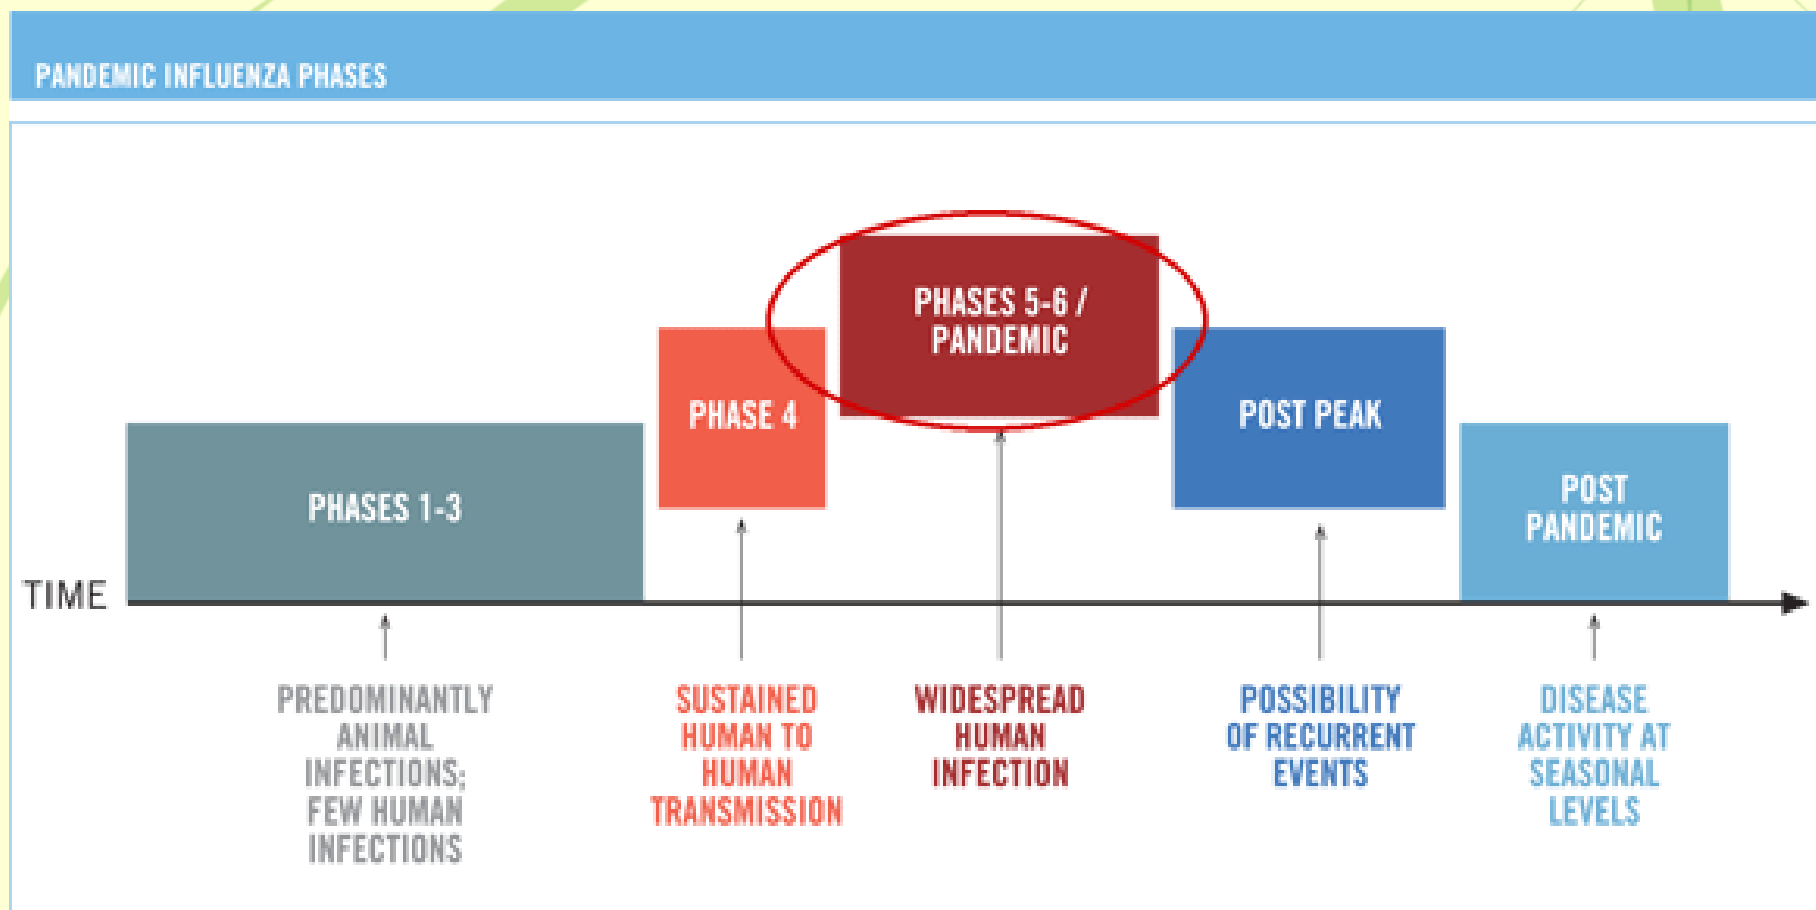 PANDEMIC INFLUENZA PHASES
PHASES 5-6 /
PANDEMIC
PHASE 4
POST PEAK
PHASES 1-3
POST
PANDEMIC
TIME
PREDOMINANTLY
ANIMAL
INFECTIONS;
FEW HUMAN
INFECTIONS
SUSTAINED
HUMAN TO
HUMAN
TRANSMISSION
WIDESPREAD
HUMAN
INFECTION
POSSIBILITY
OF RECURRENT
EVENTS
DISEASE
ACTIVITY AT
SEASONAL
LEVELS